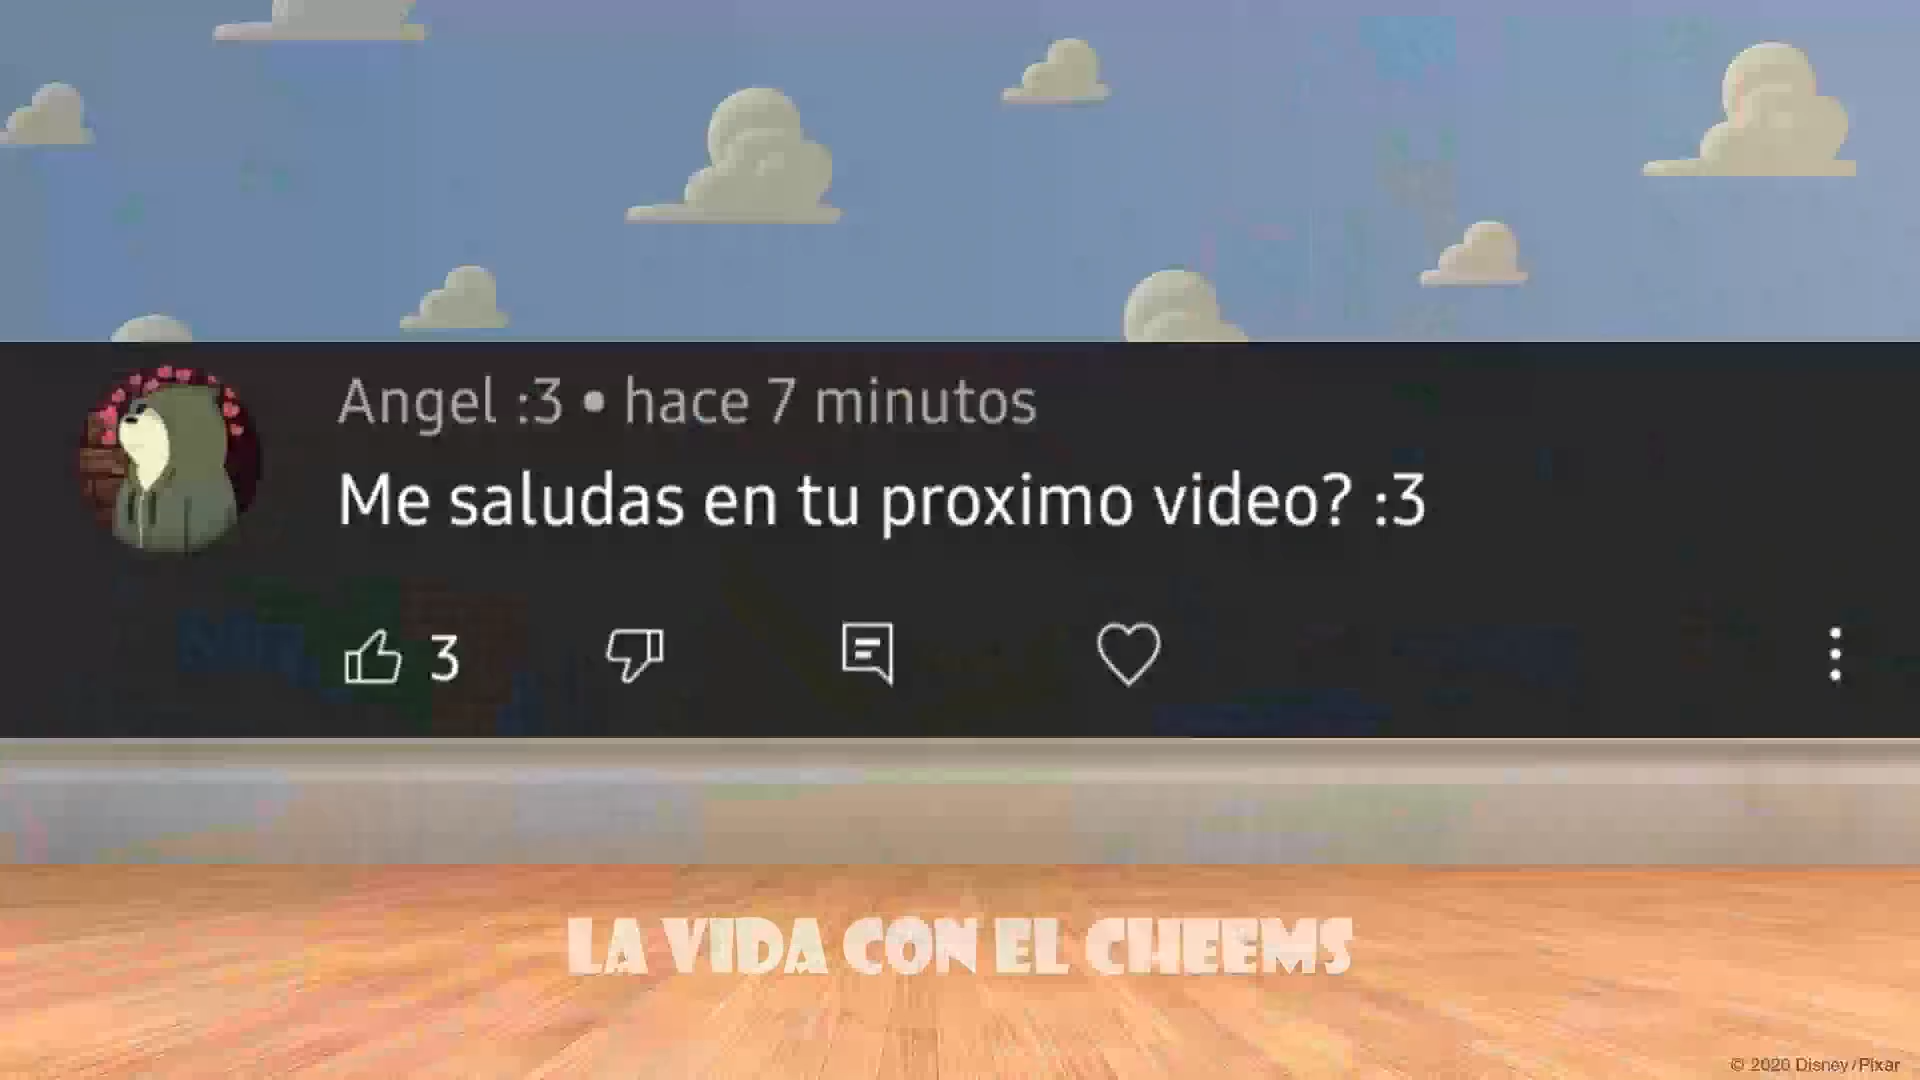 Angel :3 • hace 7 minutos
Me saludas en tu proximo video? :3
3
LA VIDA CON EL CHEEMS
© 2020 Disney/Pixar